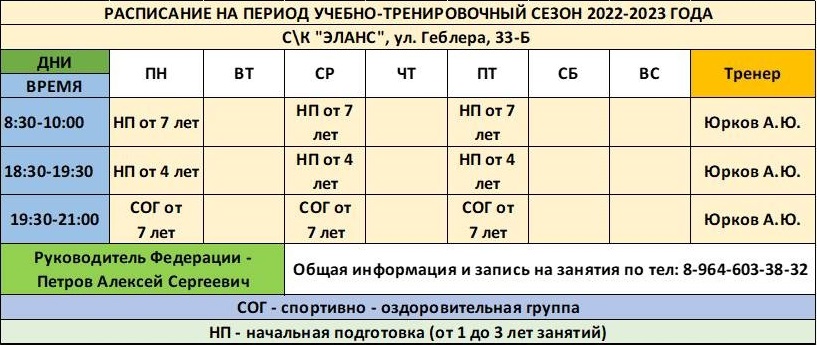 РАСПИСАНИЕ НА ПЕРИОД УЧЕБНО-ТРЕНИРОВОЧНЫЙ СЕЗОН 2022-2023 ГОДА
С\К "ЭЛАНС", ул. Геблера, 33-Б
ДНИ ПН ВТ СР ЧТ ПТ СБ ВС Тренер
ВРЕМЯ
8:30-10:00 НП от 7 лет НП от 7 лет НП от 7 лет Юрков А.Ю.
18:30-19:30 НП от 4 лет НП от 4 лет НП от 4 лет Юрков А.Ю.
19:30-21:00 СОГ от 7 лет СОГ от 7 лет СОГ от 7 лет Юрков А.Ю.
Руководитель Федерации -
Петров Алексей Сергеевич
Общая информация и запись на занятия по тел: 8-964-603-38-32
СОГ - спортивно - оздоровительная группа
НП - начальная подготовка (от 1 до 3 лет занятий)